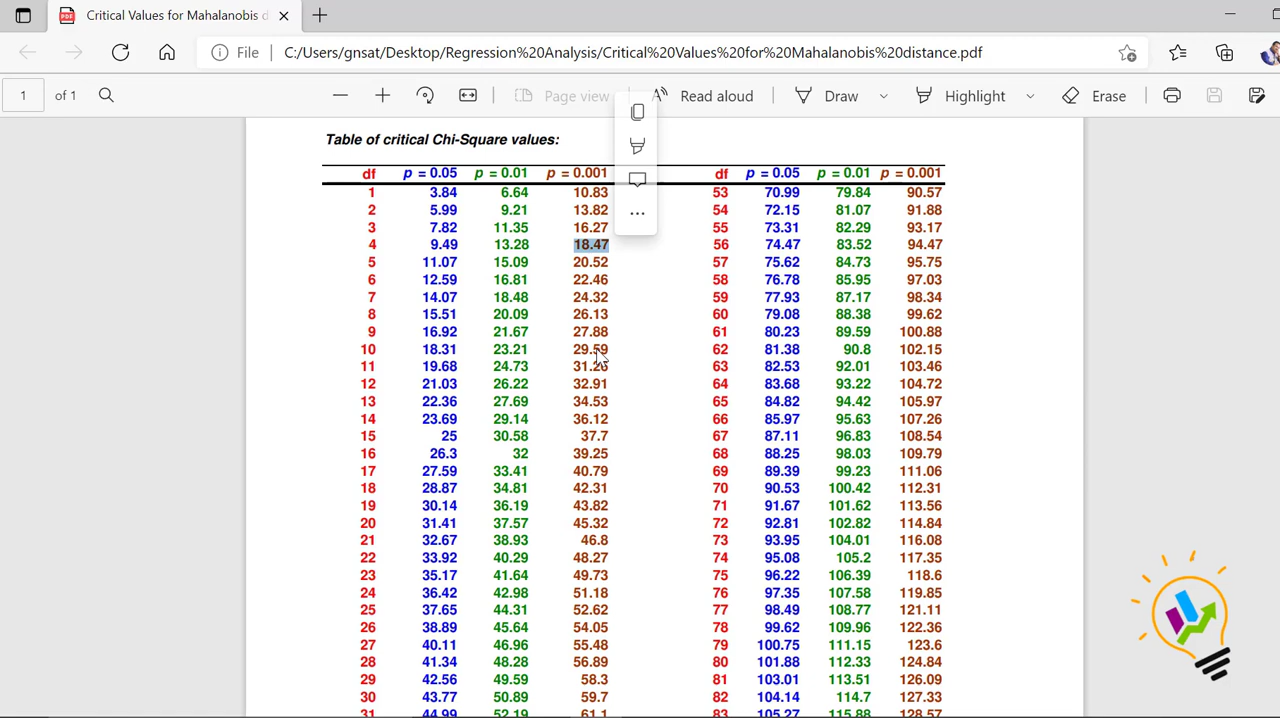 Critical Values for Mahalanobis d
File C:/Users/gnsat/Desktop/Regression%20Analysis/Critical%20Values%20for%20Mahalanobis%20distance.pdf
1 of 1 Page view Read aloud Draw Highlight Erase
Table of critical Chi-Square values:
df p = 0.05 p = 0.01 p = 0.001 df p = 0.05 p = 0.01 p = 0.001
1 3.84 6.64 10.83 53 70.99 79.84 90.57
2 5.99 9.21 13.82 54 72.15 81.07 91.88
3 7.82 11.35 16.27 55 73.31 82.29 93.17
4 9.49 13.28 18.47 56 74.47 83.52 94.47
5 11.07 15.09 20.52 57 75.62 84.73 95.75
6 12.59 16.81 22.46 58 76.78 85.95 97.03
7 14.07 18.48 24.32 59 77.93 87.17 98.34
8 15.51 20.09 26.13 60 79.08 88.38 99.62
9 16.92 21.67 27.88 61 80.23 89.59 100.88
10 18.31 23.21 29.59 62 81.38 90.8 102.15
11 19.68 24.73 31.26 63 82.53 92.01 103.46
12 21.03 26.22 32.91 64 83.68 93.22 104.72
13 22.36 27.69 34.53 65 84.82 94.42 105.97
14 23.69 29.14 36.12 66 85.97 95.63 107.26
15 25 30.58 37.7 67 87.11 96.83 108.54
16 26.3 32 39.25 68 88.25 98.03 109.79
17 27.59 33.41 40.79 69 89.39 99.23 111.06
18 28.87 34.81 42.31 70 90.53 100.42 112.31
19 30.14 36.19 43.82 71 91.67 101.62 113.56
20 31.41 37.57 45.32 72 92.81 102.82 114.84
21 32.67 38.93 46.8 73 93.95 104.01 116.08
22 33.92 40.29 48.27 74 95.08 105.2 117.35
23 35.17 41.64 49.73 75 96.22 106.39 118.6
24 36.42 42.98 51.18 76 97.35 107.58 119.85
25 37.65 44.31 52.62 77 98.49 108.77 121.11
26 38.89 45.64 54.05 78 99.62 109.96 122.36
27 40.11 46.96 55.48 79 100.75 111.15 123.6
28 41.34 48.28 56.89 80 101.88 112.33 124.84
29 42.56 49.59 58.3 81 103.01 113.51 126.09
30 43.77 50.89 59.7 82 104.14 114.7 127.33
31 44.99 52.19 61.1 83 105.27 115.88 128.57